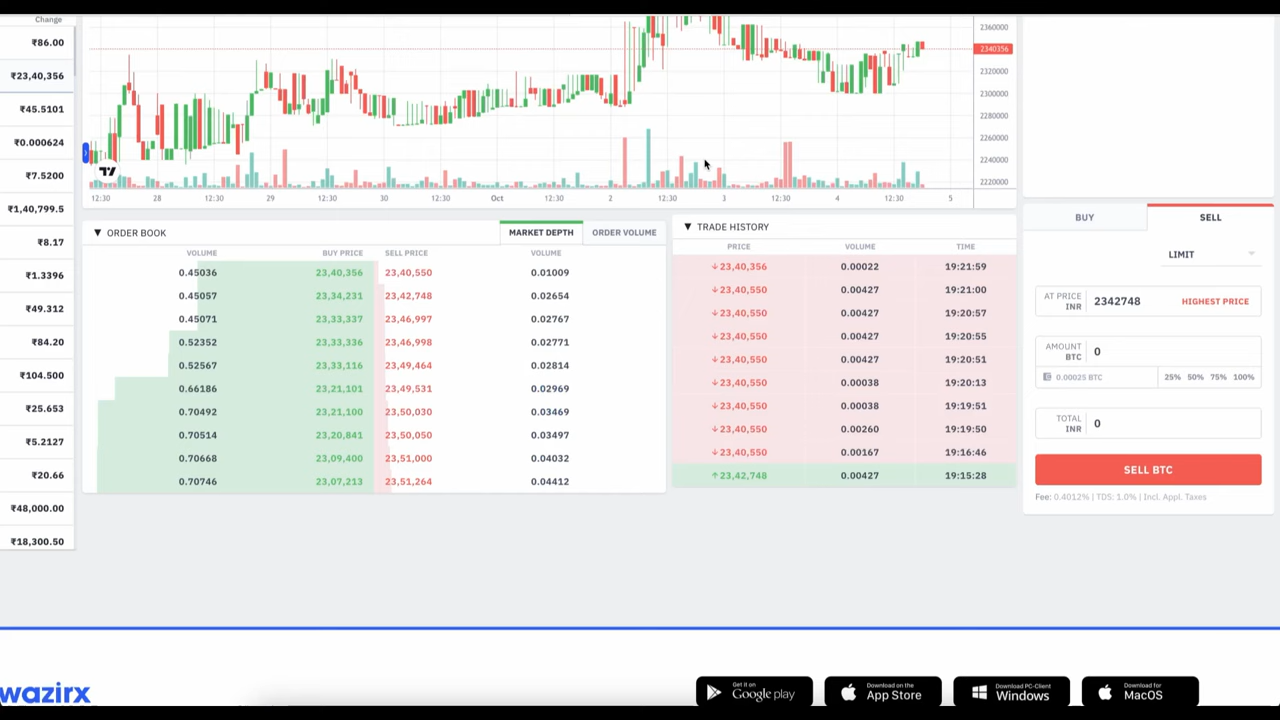 Change
₹86.00
₹23,40,356
₹45.5101
₹0.000624
₹7.5200
₹1,40,799.5
₹8.17
₹1.3396
₹49.312
₹84.20
₹104.500
₹25.653
₹5.2127
₹20.66
₹48,000.00
₹18,300.50
2360000
2340356
2320000
2300000
2280000
2260000
2240000
2220000
12:30 28 12:30 29 12:30 30 12:30 Oct 12:30 2 12:30 3 12:30 4 12:30 5
▼ ORDER BOOK MARKET DEPTH ORDER VOLUME
VOLUME BUY PRICE SELL PRICE VOLUME
0.45036 23,40,356 23,40,550 0.01009
0.45057 23,34,231 23,42,748 0.02654
0.45071 23,33,337 23,46,997 0.02767
0.52352 23,33,336 23,46,998 0.02771
0.52567 23,33,116 23,49,464 0.02814
0.66186 23,21,101 23,49,531 0.02969
0.70492 23,21,100 23,50,030 0.03469
0.70514 23,20,841 23,50,050 0.03497
0.70668 23,09,400 23,51,000 0.04032
0.70746 23,07,213 23,51,264 0.04412
▼ TRADE HISTORY
PRICE VOLUME TIME
↓23,40,356 0.00022 19:21:59
↓23,40,550 0.00427 19:21:00
↓23,40,550 0.00427 19:20:57
↓23,40,550 0.00427 19:20:55
↓23,40,550 0.00427 19:20:51
↓23,40,550 0.00038 19:20:13
↓23,40,550 0.00038 19:19:51
↓23,40,550 0.00260 19:19:50
↓23,40,550 0.00167 19:16:46
↑23,42,748 0.00427 19:15:28
BUY SELL
LIMIT
AT PRICE
INR
2342748 HIGHEST PRICE
AMOUNT
BTC
0
0.00025 BTC 25% 50% 75% 100%
TOTAL
INR
0
SELL BTC
Fee: 0.4012% | TDS: 1.0% | Incl. Appl. Taxes
wazirx
Get it on
Google play
Download on the
App Store
Download PC-Client
Windows
Download for
MacOS